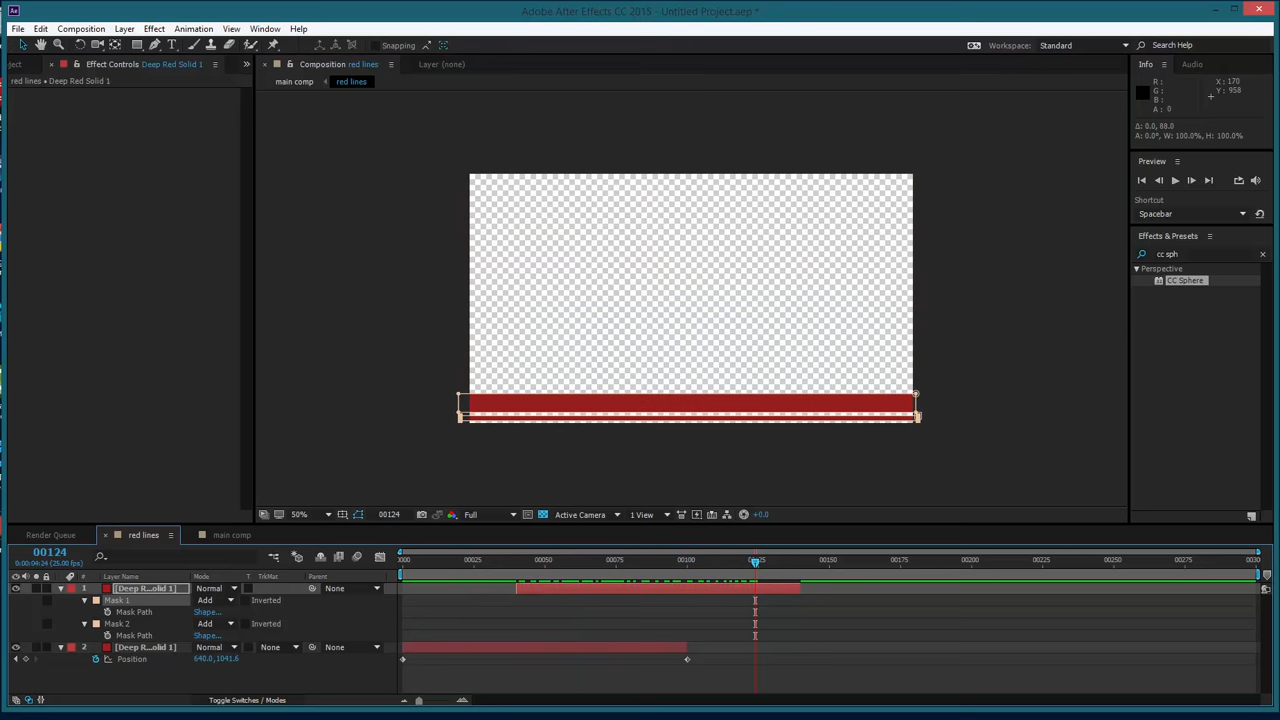 Adobe After Effects CC 2015 - Untitled Project.aep *
File Edit Composition Layer Effect Animation View Window Help
Snapping
Workspace: Standard
Search Help
ject
Effect Controls Deep Red Solid 1
red lines • Deep Red Solid 1
Composition red lines
Layer (none)
main comp
red lines
Info
Audio
R :
G :
B :
A : 0
X : 170
Y : 958
Δ: 0.0, 88.0
A: 0.0°, W: 100.0%, H: 100.0%
Preview
Shortcut
Spacebar
Effects & Presets
cc sph
Perspective
CC Sphere
50%
00124
Full
Active Camera
1 View
+0.0
Render Queue
red lines
main comp
00124
0:00:04:24 (25.00 fps)
#
Layer Name
Mode
T
TrkMat
Parent
1
[Deep R...olid 1]
Normal
None
Mask 1
Add
Inverted
Mask Path
Shape...
Mask 2
Add
Inverted
Mask Path
Shape...
2
[Deep R...olid 1]
Normal
None
None
Position
640.0,1041.6
0000 00025 00050 00075 00100 00150 00175 00200 00225 00250 00275 0030
Toggle Switches / Modes